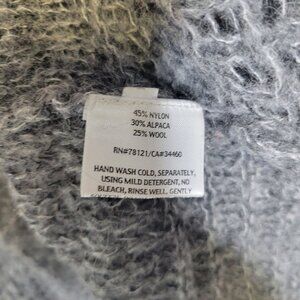 45% NYLON
30% ALPACA
25% WOOL
RN#78121/CA#34460
HAND WASH COLD, SEPARATELY,
USING MILD DETERGENT, NO
BLEACH, RINSE WELL, GENTLY